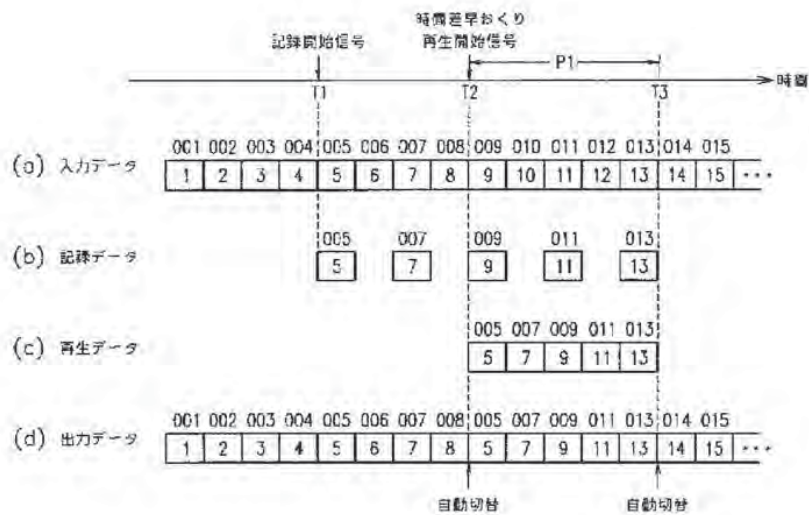 時間差早おくり
記録開始信号 再生開始信号
P1
時間
T1 T2 T3
001 002 003 004 005 006 007 008 009 010 011 012 013 014 015
(a) 入力データ 1 2 3 4 5 6 7 8 9 10 11 12 13 14 15 ・・・
005 007 009 011 013
(b) 記録データ 5 7 9 11 13
005 007 009 011 013
(c) 再生データ 5 7 9 11 13
001 002 003 004 005 006 007 008 005 007 009 011 013 014 015
(d) 出力データ 1 2 3 4 5 6 7 8 5 7 9 11 13 14 15 ・・・
自動切替 自動切替